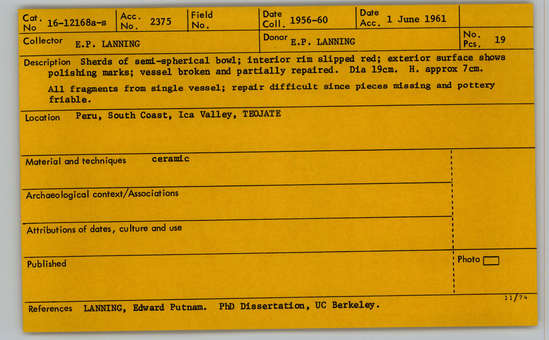 Cat. No 16-12168a-s Acc. No. 2375 Field No. Date Coll. 1956-60 Date Acc. 1 June 1961
Collector E.P. LANNING Donor E.P. LANNING No. Pcs. 19
Description Sherds of semi-spherical bowl; interior rim slipped red; exterior surface shows
polishing marks; vessel broken and partially repaired. Dia 19cm. H. approx 7cm.
All fragments from single vessel; repair difficult since pieces missing and pottery
friable.
Location Peru, South Coast, Ica Valley, TEOJATE
Material and techniques ceramic
Archaeological context/Associations
Attributions of dates, culture and use
Published Photo
11/74
References LANNING, Edward Putnam. PhD Dissertation, UC Berkeley.